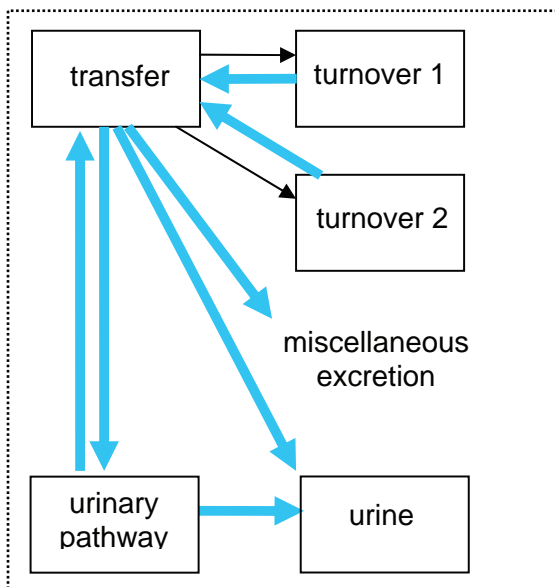 transfer
turnover 1
turnover 2
miscellaneous
excretion
urinary
pathway
urine